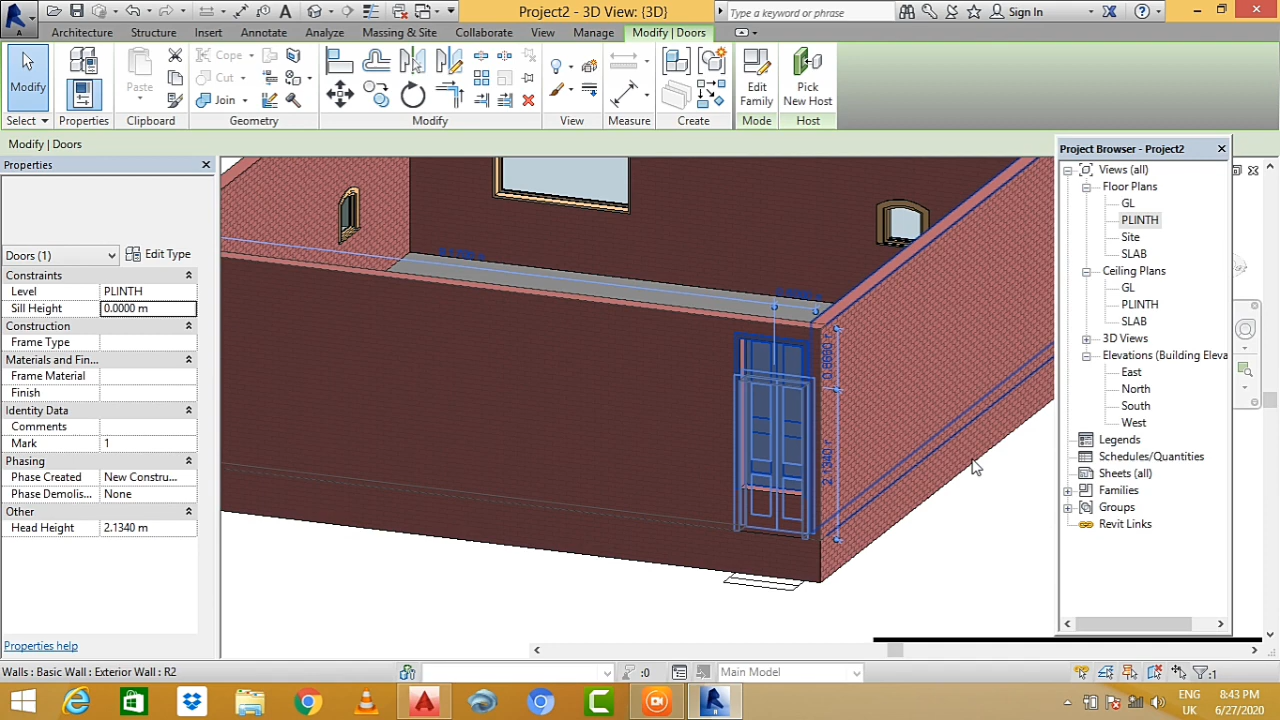 Project2 - 3D View: {3D}
Type a keyword or phrase
Sign In
Architecture
Structure
Insert
Annotate
Analyze
Massing & Site
Collaborate
View
Manage
Modify | Doors
A
Modify
Select
Properties
Paste
Clipboard
Cope
Cut
Join
Geometry
Modify
View
Measure
Create
Edit
Family
Mode
Pick
New Host
Host
Modify | Doors
Properties
Doors (1)
Edit Type
Constraints
Level PLINTH
Sill Height 0.0000 m
Construction
Frame Type
Materials and Fin...
Frame Material
Finish
Identity Data
Comments
Mark 1
Phasing
Phase Created New Constru...
Phase Demolis... None
Other
Head Height 2.1340 m
Properties help
Project Browser - Project2
Views (all)
Floor Plans
GL
PLINTH
Site
SLAB
Ceiling Plans
GL
PLINTH
SLAB
3D Views
Elevations (Building Eleva
East
North
South
West
Legends
Schedules/Quantities
Sheets (all)
Families
Groups
Revit Links
Walls : Basic Wall : Exterior Wall : R2
:0
Main Model
:1
ENG
UK
8:43 PM
6/27/2020